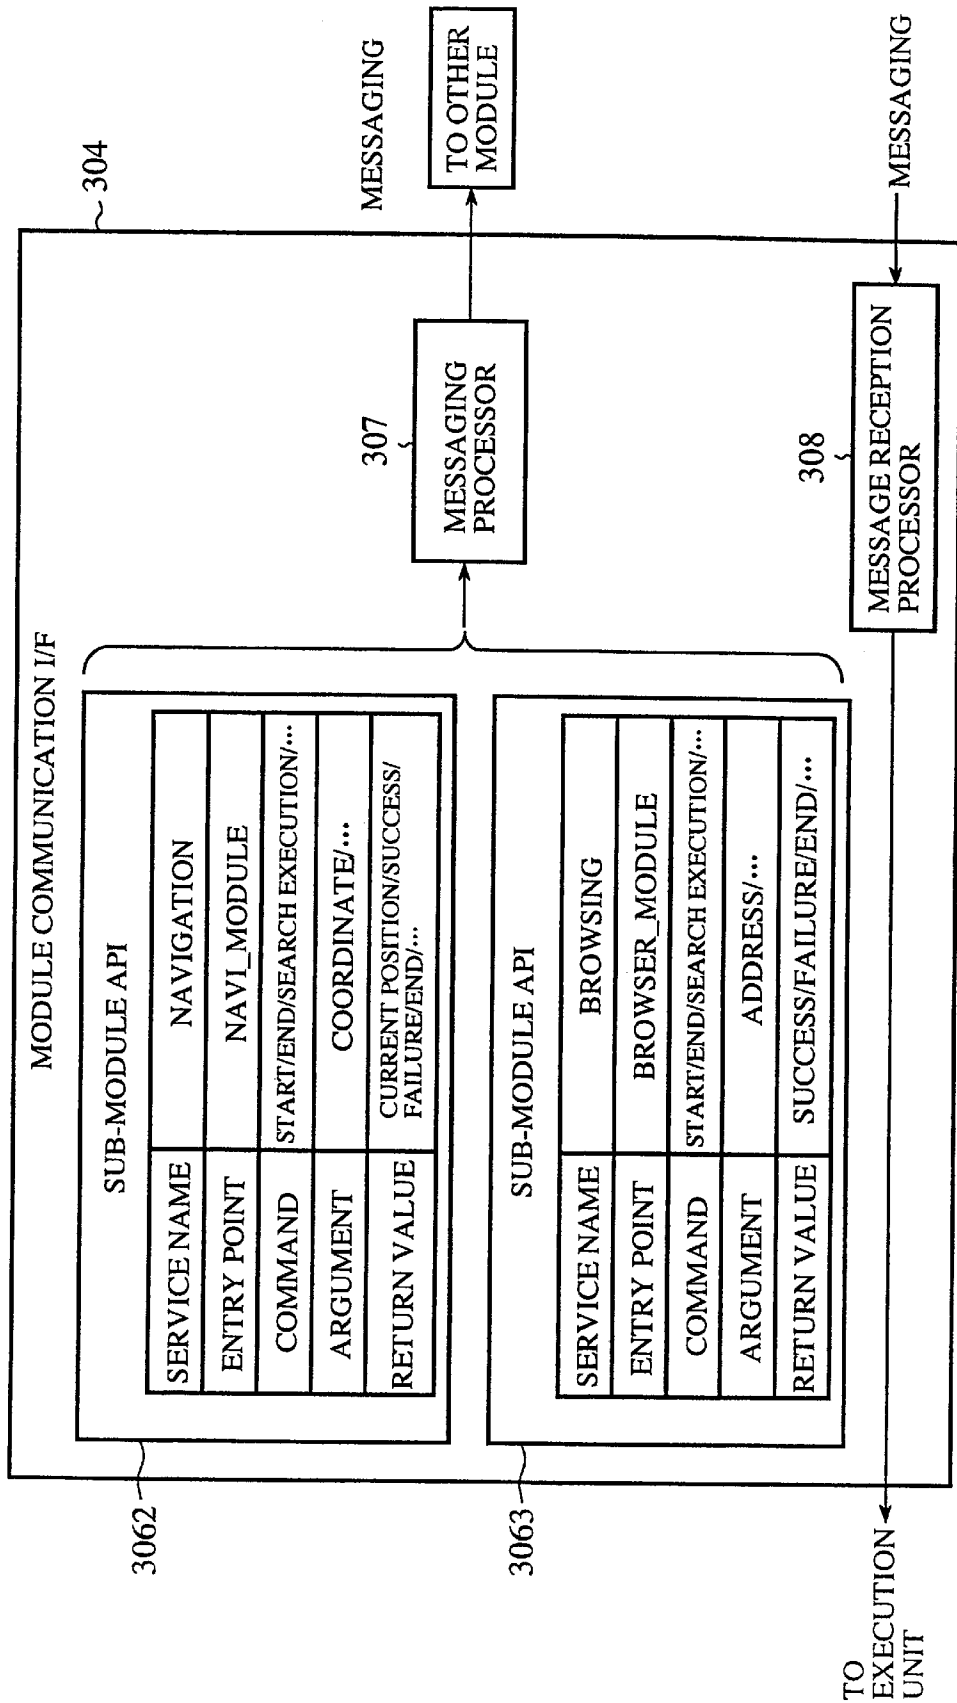 MODULE COMMUNICATION I/F
304
3062
SUB-MODULE API
SERVICE NAME NAVIGATION
ENTRY POINT NAVI_MODULE
COMMAND START/END/SEARCH EXECUTION/...
ARGUMENT COORDINATE/...
RETURN VALUE CURRENT POSITION/SUCCESS/
FAILURE/END/...
3063
SUB-MODULE API
SERVICE NAME BROWSING
ENTRY POINT BROWSER_MODULE
COMMAND START/END/SEARCH EXECUTION/...
ARGUMENT ADDRESS/...
RETURN VALUE SUCCESS/FAILURE/END/...
307
MESSAGING
PROCESSOR
MESSAGING
TO OTHER
MODULE
308
MESSAGE RECEPTION
PROCESSOR
MESSAGING
TO
EXECUTION
UNIT